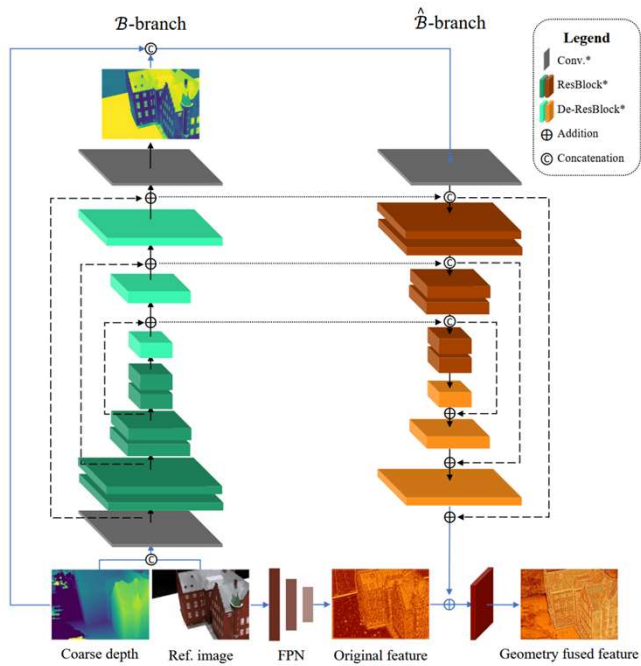 B-branch
B̂-branch
Legend
Conv.*
ResBlock*
De-ResBlock*
Addition
Concatenation
C
C
C
C
C
C
Coarse depth
Ref. image
FPN
Original feature
Geometry fused feature